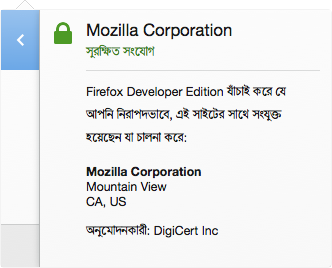 Mozilla Corporation
সুরক্ষিত সংযোগ
Firefox Developer Edition যাঁচাই করে যে
আপনি নিরাপদভাবে, এই সাইটের সাথে সংযুক্ত
হয়েছেন যা চালনা করে:
Mozilla Corporation
Mountain View
CA, US
অনুমোদনকারী: DigiCert Inc